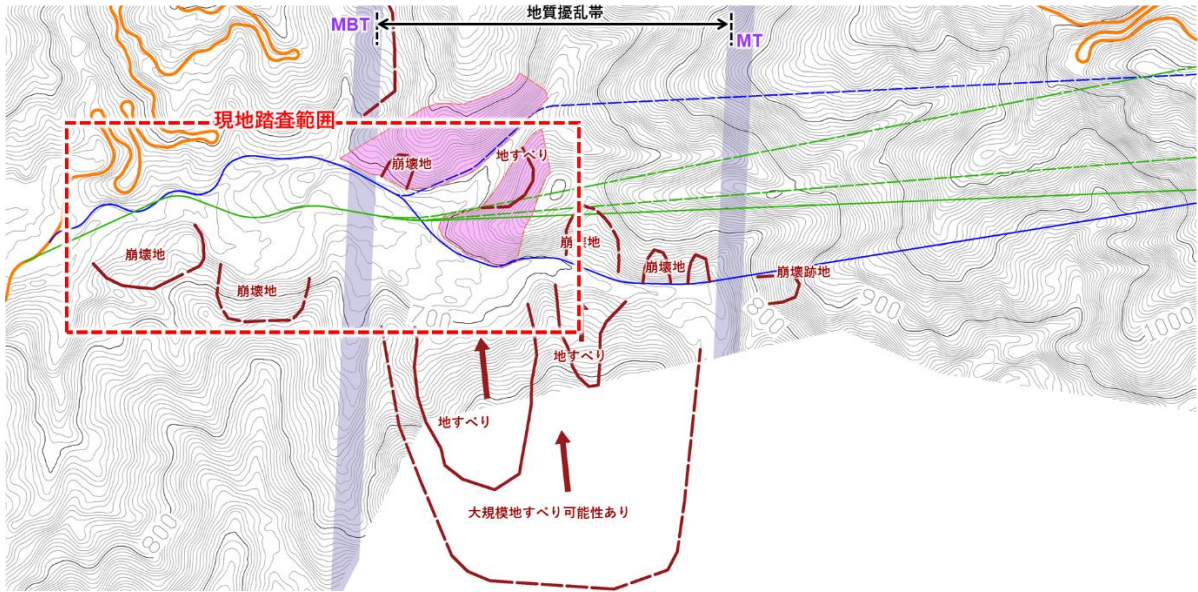 地質擾乱帯
MBT
MT
現地踏査範囲
崩壊地
地すべり
崩壊地
崩壊地
崩壊地
崩壊地
崩壊跡地
700
800
900
1000
地すべり
地すべり
大規模地すべり可能性あり
800